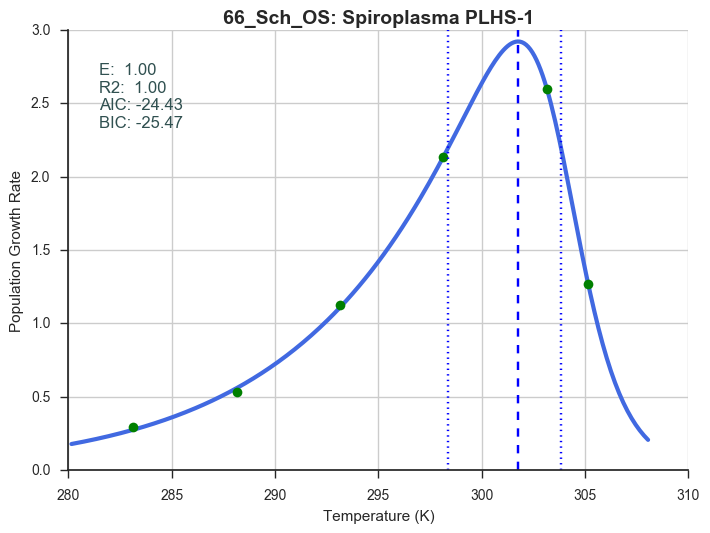 66_Sch_OS: Spiroplasma PLHS-1
E:  1.00
R2:  1.00
AIC: -24.43
BIC: -25.47
Population Growth Rate
3.0
2.5
2.0
1.5
1.0
0.5
0.0
280 285 290 295 300 305 310
Temperature (K)